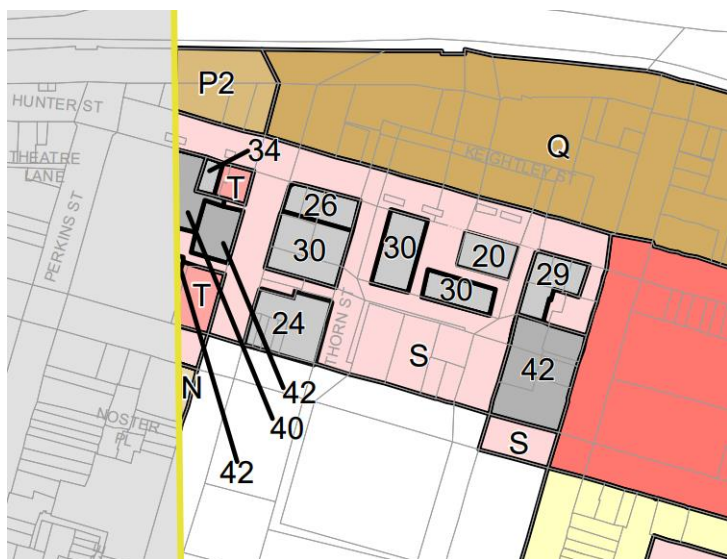 P2
HUNTER ST
Q
34
KEIGHTLEY ST
THEATRE
LANE
T
26
PERKINS ST
30
30
20
29
30
T
THORN ST
24
S
42
N
42
40
NOSTER
PL
S
42